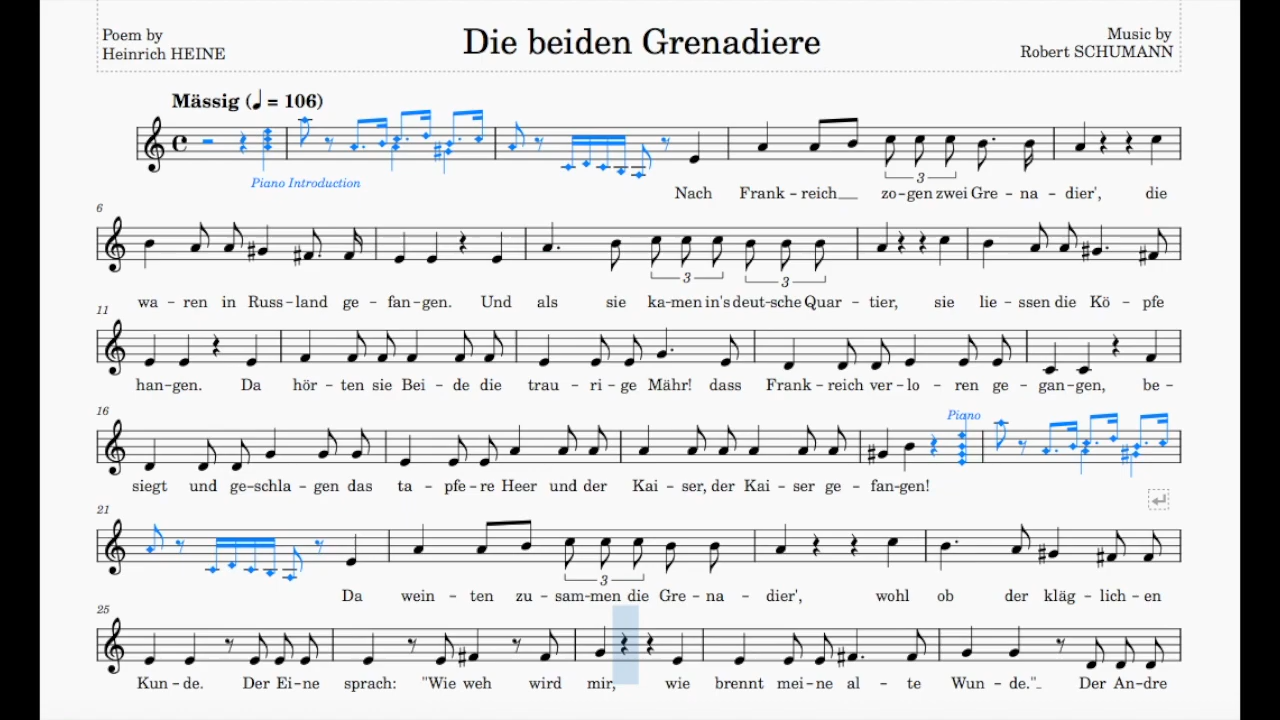 Poem by
Heinrich HEINE
Die beiden Grenadiere
Music by
Robert SCHUMANN
Mässig (♩ = 106)
Piano Introduction
3
Nach Frank – reich__ zo–gen zwei Gre – na – dier', die
6
3 3
wa – ren in Russ–land ge – fan–gen. Und als sie ka-men in's deut-sche Quar – tier, sie lie – ssen die Kö – pfe
11
han–gen. Da hör – ten sie Bei – de die trau – ri – ge Mähr! dass Frank – reich ver – lo – ren ge – gan–gen, be –
16
Piano
siegt und ge–schla – gen das ta – pfe – re Heer und der Kai – ser, der Kai – ser ge – fan-gen!
21
3
Da wein – ten zu–sam–men die Gre – na – dier', wohl ob der kläg – lich – en
25
Kun – de. Der Ei – ne sprach: "Wie weh wird mir, wie brennt mei – ne al – te Wun – de."_ Der An–dre